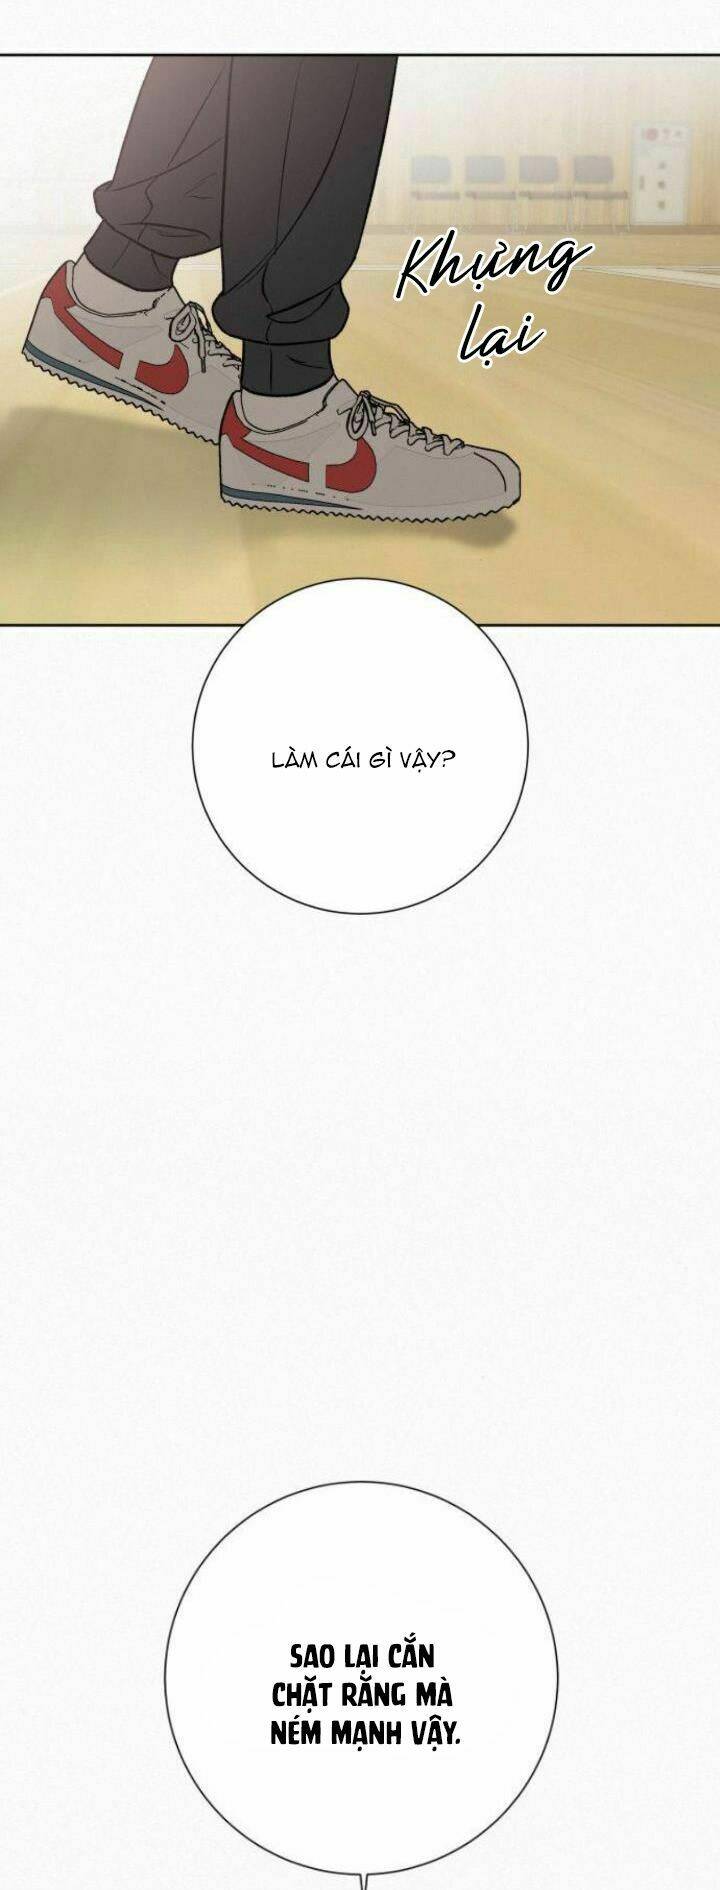 Khựng
lại
LÀM CÁI GÌ VẬY?
SAO LẠI CẮN
CHẶT RĂNG MÀ
NÉM MẠNH VẬY.